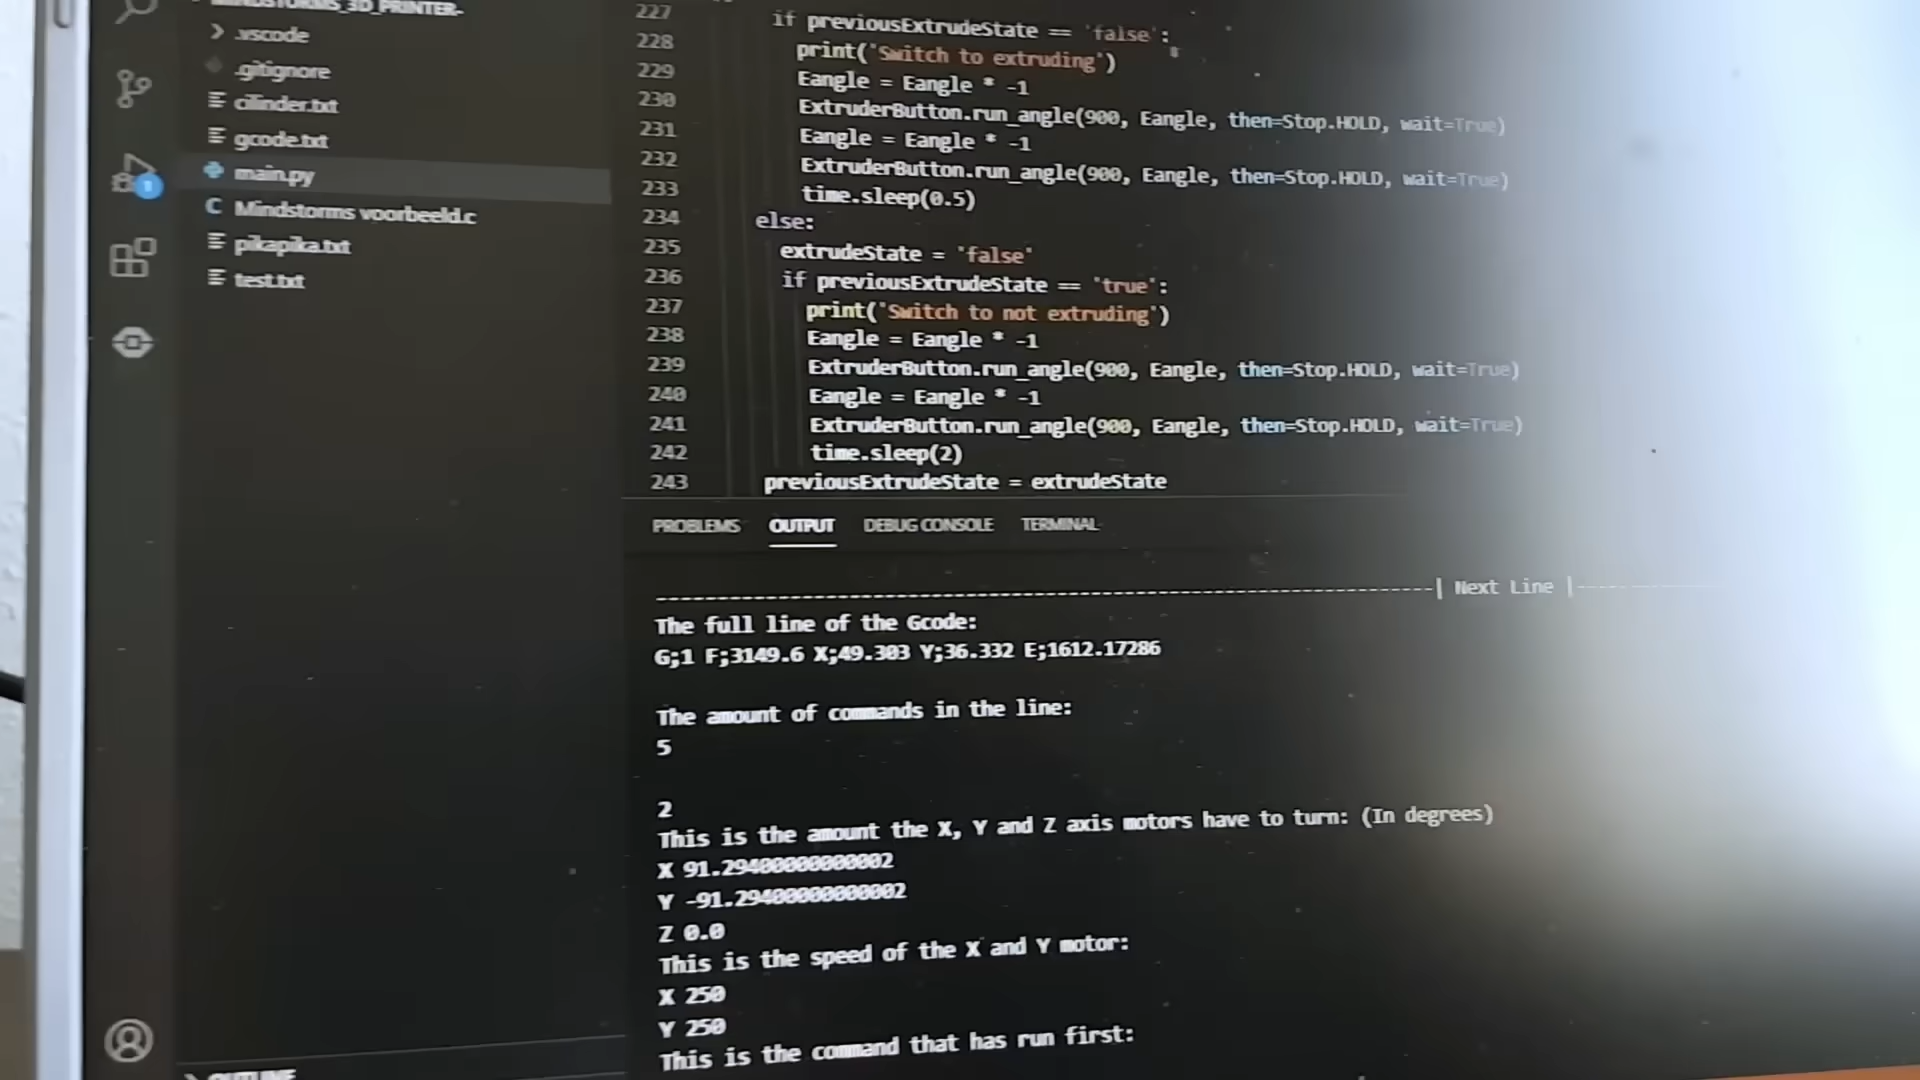 MINDSTORMS_3D_PRINTER-
.vscode
.gitignore
cilinder.txt
gcode.txt
main.py
C Mindstorms voorbeeld.c
pikapika.txt
test.txt
1
OUTLINE
227 if previousExtrudeState == 'false':
228 print('Switch to extruding')
229 Eangle = Eangle * -1
230 ExtruderButton.run_angle(900, Eangle, then=Stop.HOLD, wait=True)
231 Eangle = Eangle * -1
232 ExtruderButton.run_angle(900, Eangle, then=Stop.HOLD, wait=True)
233 time.sleep(0.5)
234 else:
235 extrudeState = 'false'
236 if previousExtrudeState == 'true':
237 print('Switch to not extruding')
238 Eangle = Eangle * -1
239 ExtruderButton.run_angle(900, Eangle, then=Stop.HOLD, wait=True)
240 Eangle = Eangle * -1
241 ExtruderButton.run_angle(900, Eangle, then=Stop.HOLD, wait=True)
242 time.sleep(2)
243 previousExtrudeState = extrudeState
PROBLEMS OUTPUT DEBUG CONSOLE TERMINAL
----------------------------------------------------------------------------| Next Line |--------------
The full line of the Gcode:
G;1 F;3149.6 X;49.303 Y;36.332 E;1612.17286
The amount of commands in the line:
5
2
This is the amount the X, Y and Z axis motors have to turn: (In degrees)
X 91.29400000000002
Y -91.29400000000002
Z 0.0
This is the speed of the X and Y motor:
X 250
Y 250
This is the command that has run first: